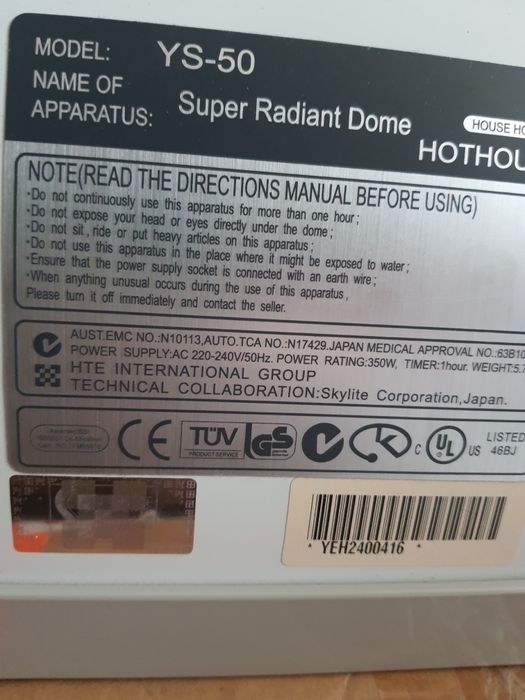 MODEL: YS-50
NAME OF
APPARATUS: Super Radiant Dome
HOUSE HO
HOTHOU
NOTE(READ THE DIRECTIONS MANUAL BEFORE USING)
·Do not continuously use this apparatus for more than one hour;
·Do not expose your head or eyes directly under the dome;
·Do not sit, ride or put heavy articles on this apparatus;
·Do not use this apparatus in the place where it might be exposed to water;
·Ensure that the power supply socket is connected with an earth wire;
·When anything unusual occurs during the use of this apparatus,
Please turn it off immediately and contact the seller.
AUST.EMC NO.:N10113,AUTO.TCA NO.:N17429.JAPAN MEDICAL APPROVAL NO.:63B10
POWER SUPPLY:AC 220-240V/50Hz. POWER RATING:350W, TIMER:1hour. WEIGHT:5.7
HTE INTERNATIONAL GROUP
TECHNICAL COLLABORATION:Skylite Corporation,Japan.
CE TÜV PRODUCT SERVICE GS C UL US LISTED
46BJ
* YEH2400416 *